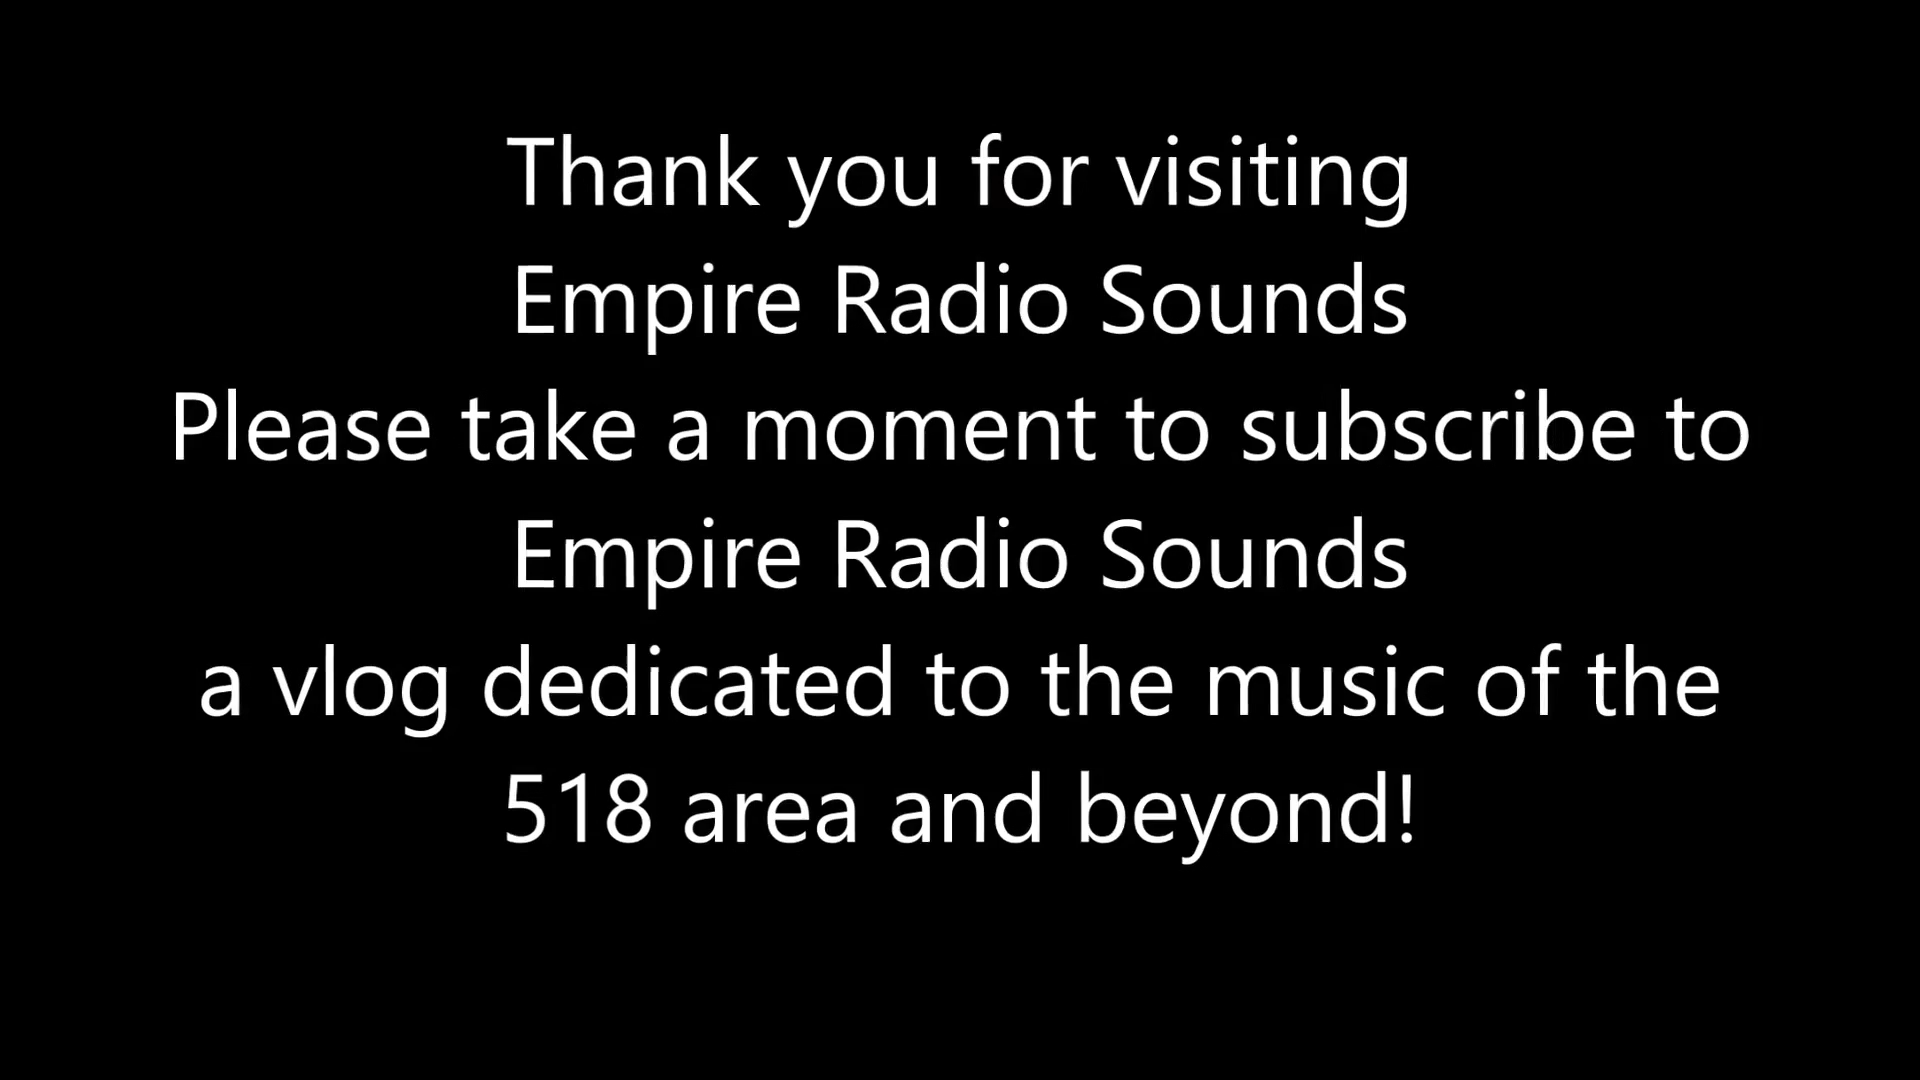 Thank you for visiting
Empire Radio Sounds
Please take a moment to subscribe to
Empire Radio Sounds
a vlog dedicated to the music of the
518 area and beyond!